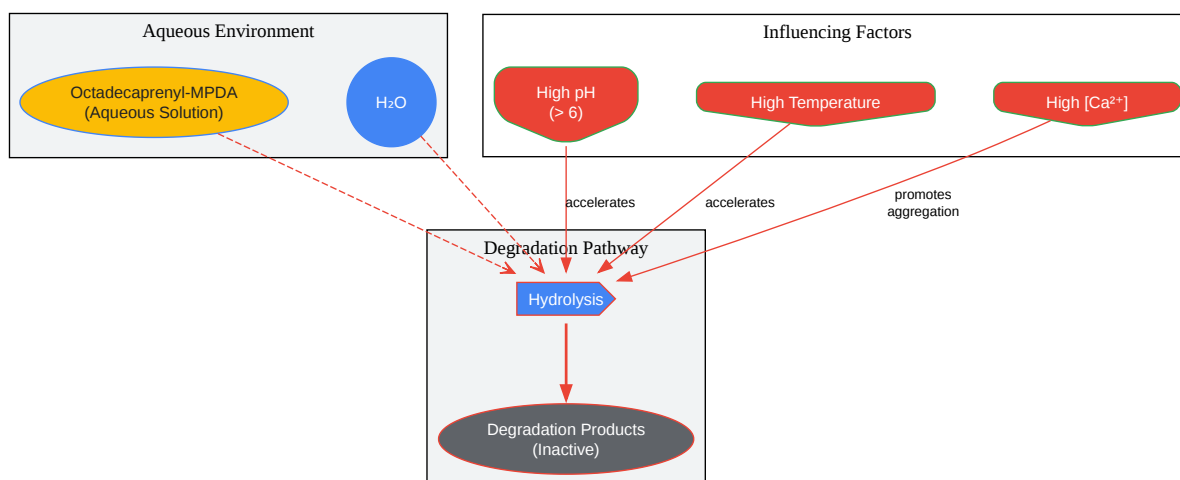 Aqueous Environment
Octadecaprenyl-MPDA
(Aqueous Solution)
H₂O
Influencing Factors
High pH
(> 6)
High Temperature
High [Ca²⁺]
accelerates
accelerates
promotes
aggregation
Degradation Pathway
Hydrolysis
Degradation Products
(Inactive)